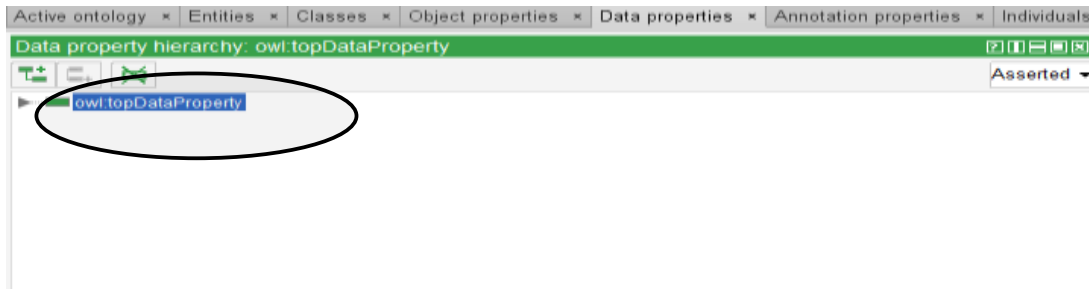 Active ontology × Entities × Classes × Object properties × Data properties × Annotation properties × Individuals
Data property hierarchy: owl:topDataProperty
Asserted
owl:topDataProperty